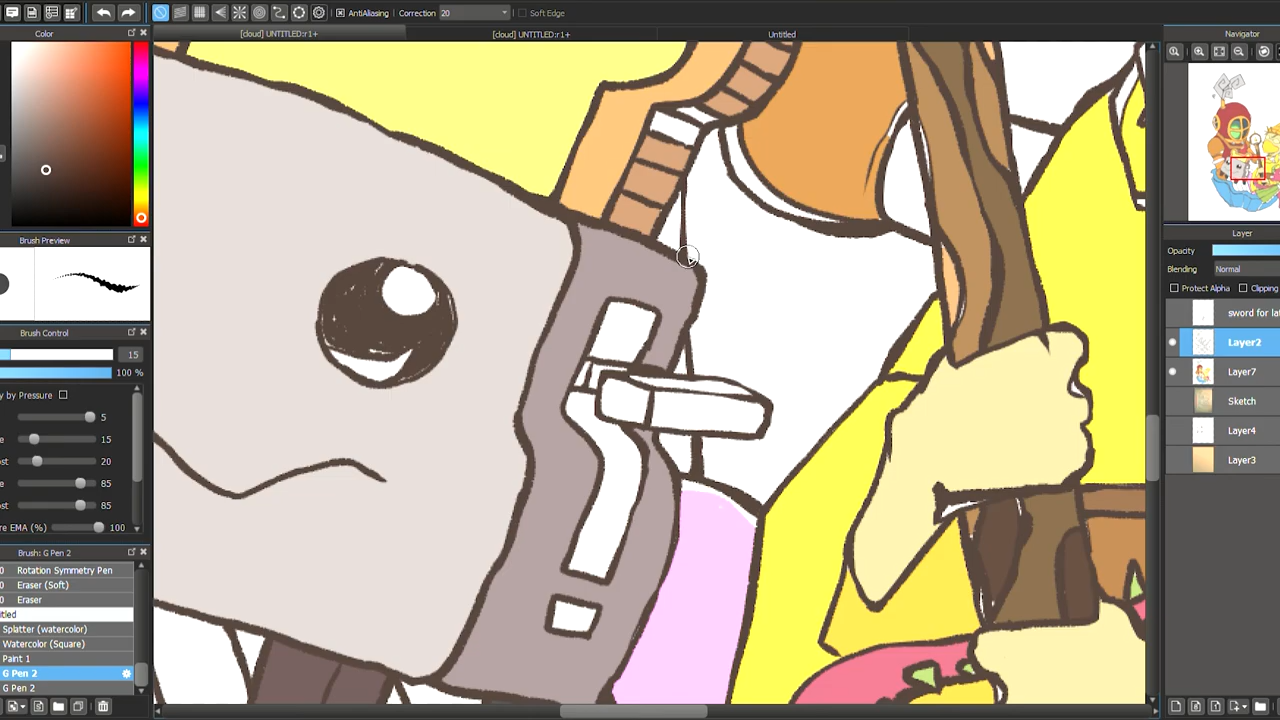 AntiAliasing Correction 20 Soft Edge
Color
[cloud] UNTITLED:r1+
[cloud] UNTITLED:r1+
Untitled
Navigator
Brush Preview
Layer
Opacity
Blending Normal
Protect Alpha Clipping
Brush Control
15
100 %
y by Pressure
5
15
20
85
85
re EMA (%) 100
sword for lat
Layer2
Layer7
Sketch
Layer4
Layer3
Brush: G Pen 2
Rotation Symmetry Pen
Eraser (Soft)
Eraser
itled
Splatter (watercolor)
Watercolor (Square)
Paint 1
G Pen 2
G Pen 2